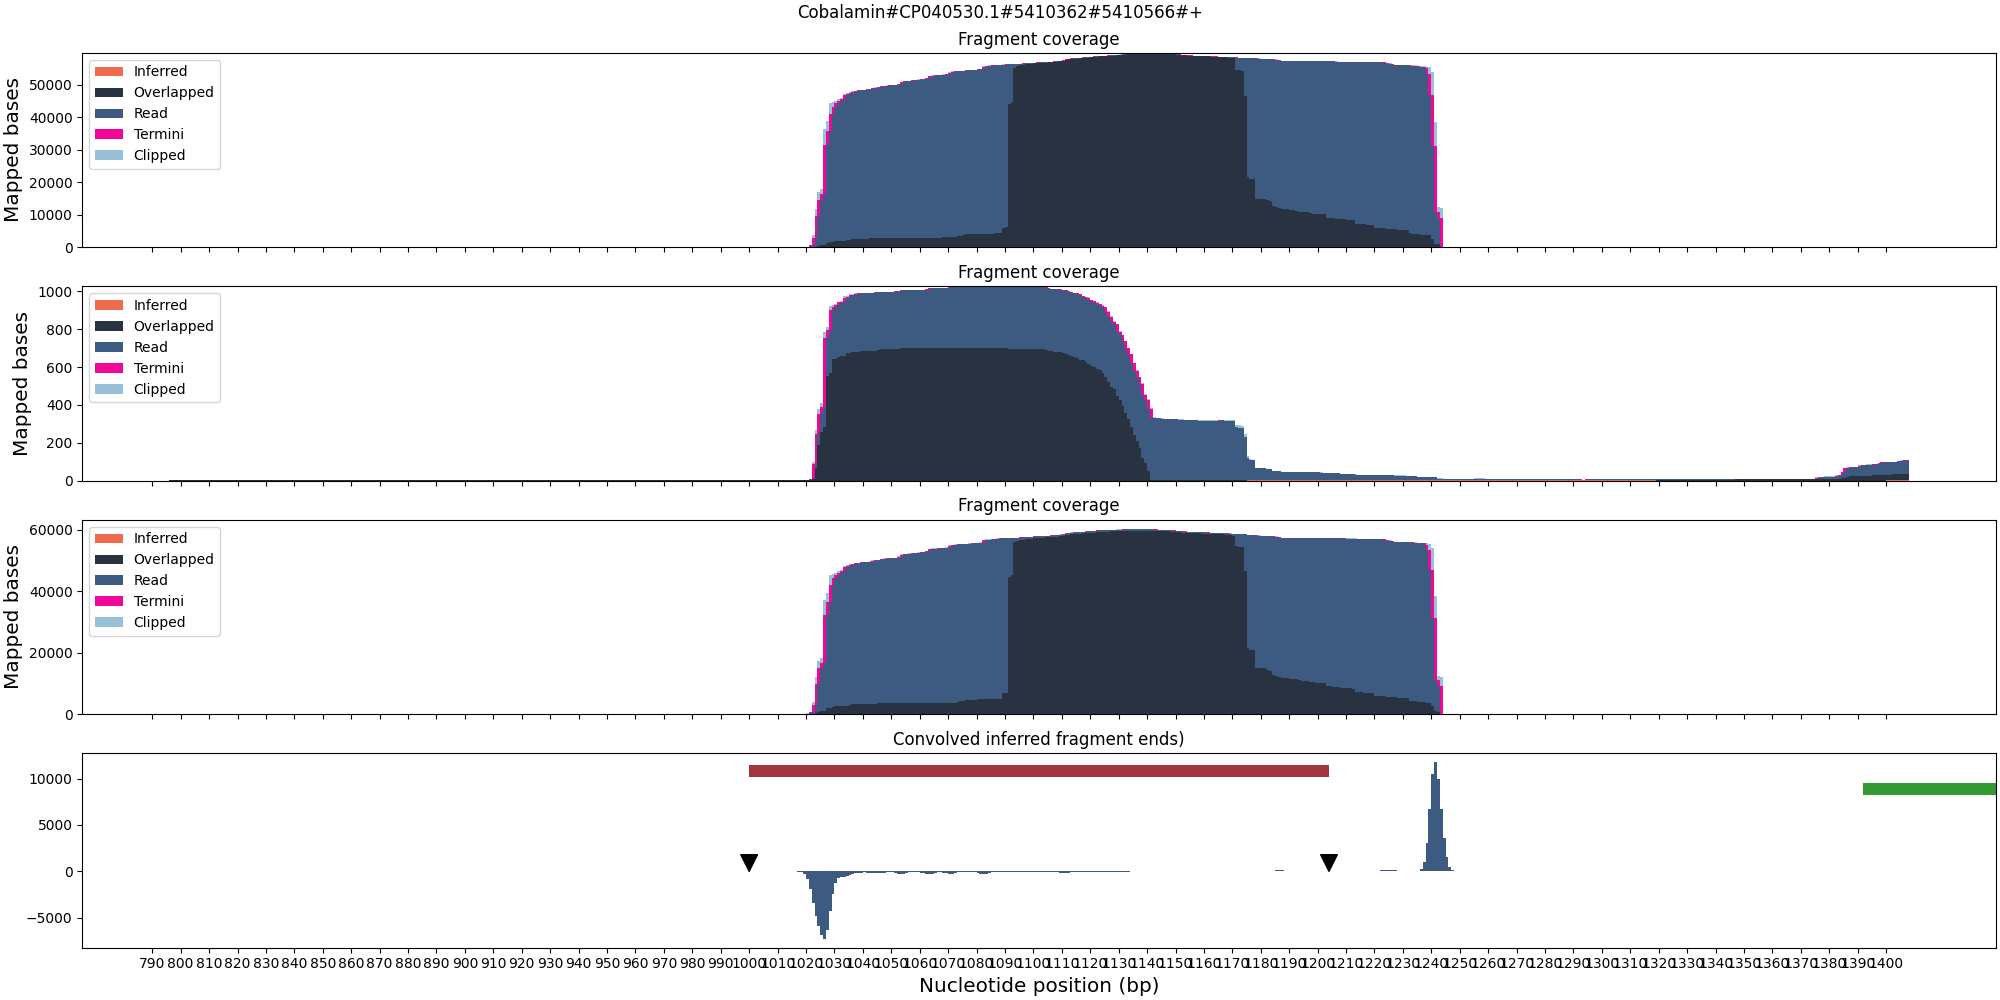 Cobalamin#CP040530.1#5410362#5410566#+
Fragment coverage
Mapped bases
50000
40000
30000
20000
10000
0
Inferred
Overlapped
Read
Termini
Clipped
Fragment coverage
Mapped bases
1000
800
600
400
200
0
Inferred
Overlapped
Read
Termini
Clipped
Fragment coverage
Mapped bases
60000
40000
20000
0
Inferred
Overlapped
Read
Termini
Clipped
Convolved inferred fragment ends)
10000
5000
0
−5000
790 800 810 820 830 840 850 860 870 880 890 900 910 920 930 940 950 960 970 980 990 1000 1010 1020 1030 1040 1050 1060 1070 1080 1090 1100 1110 1120 1130 1140 1150 1160 1170 1180 1190 1200 1210 1220 1230 1240 1250 1260 1270 1280 1290 1300 1310 1320 1330 1340 1350 1360 1370 1380 1390 1400
Nucleotide position (bp)